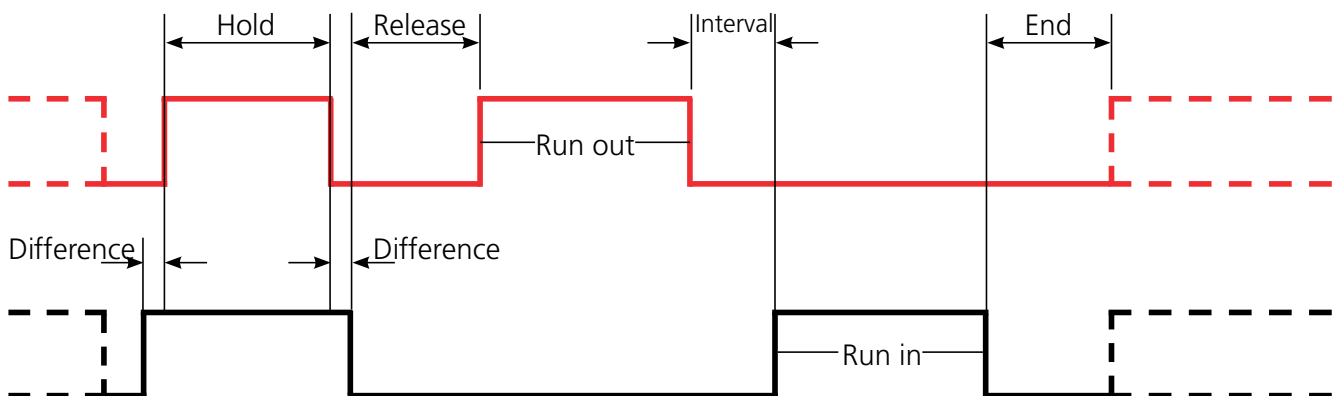 Hold
Release
Interval
End
Run out
Difference
Difference
Run in